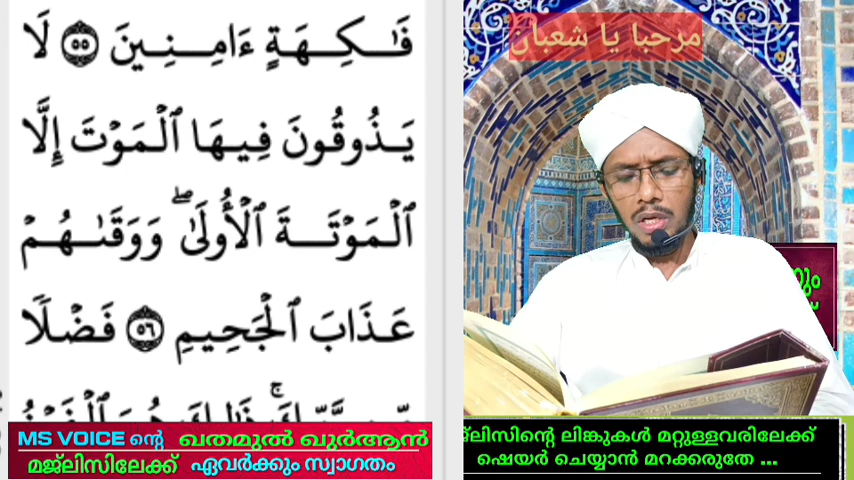 فَـٰكِهَةٍ ءَامِنِينَ ۝٥٥ لَا
يَذُوقُونَ فِيهَا ٱلْمَوْتَ إِلَّا
ٱلْمَوْتَةَ ٱلْأُولَىٰ ۖ وَوَقَىٰهُمْ
عَذَابَ ٱلْجَحِيمِ ۝٥٦ فَضْلًا
MS VOICE ന്റെ ഖതമുൽ ഖുർആൻ
മജ്ലിസിലേക്ക് ഏവർക്കും സ്വാഗതം
مرحبا يا شعبان
ലിസിന്റെ ലിങ്കുകൾ മറ്റുള്ളവരിലേക്ക്
ഷെയർ ചെയ്യാൻ മറക്കരുതേ ...